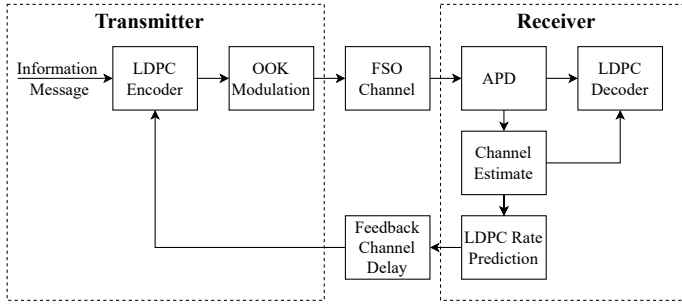 Transmitter
Receiver
Information
Message
LDPC
Encoder
OOK
Modulation
FSO
Channel
APD
LDPC
Decoder
Channel
Estimate
Feedback
Channel
Delay
LDPC Rate
Prediction